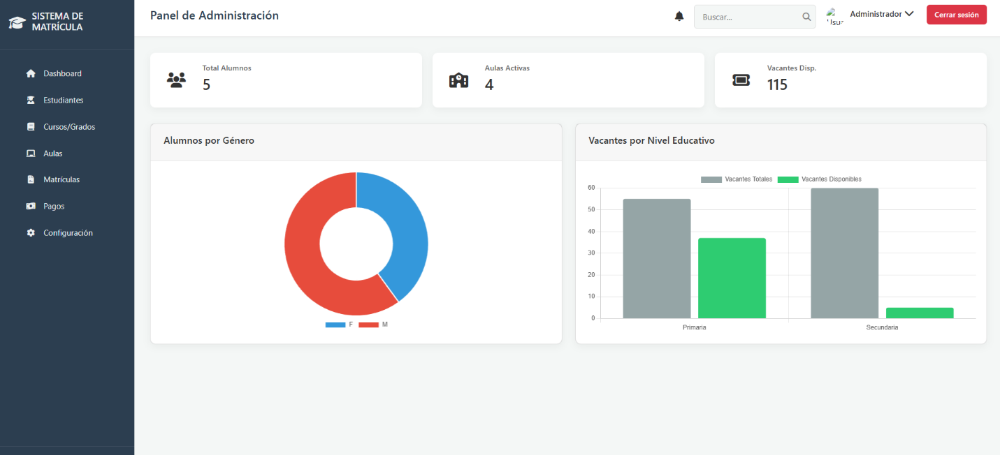 SISTEMA DE
MATRÍCULA
Dashboard
Estudiantes
Cursos/Grados
Aulas
Matrículas
Pagos
Configuración
Panel de Administración
Buscar...
Administrador
Cerrar sesión
Total Alumnos
5
Aulas Activas
4
Vacantes Disp.
115
Alumnos por Género
F
M
Vacantes por Nivel Educativo
Vacantes Totales
Vacantes Disponibles
60
50
40
30
20
10
0
Primaria
Secundaria